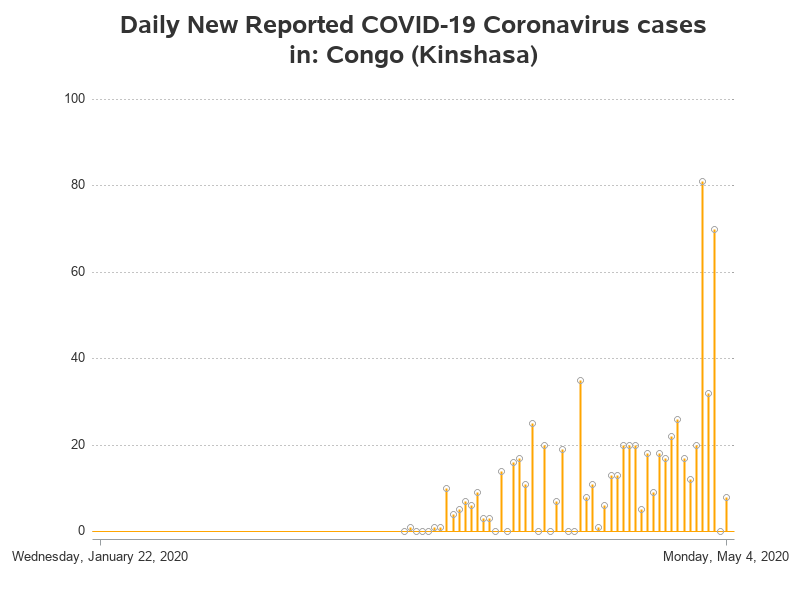 Daily New Reported COVID-19 Coronavirus cases
in: Congo (Kinshasa)
100
80
60
40
20
0
Wednesday, January 22, 2020
Monday, May 4, 2020